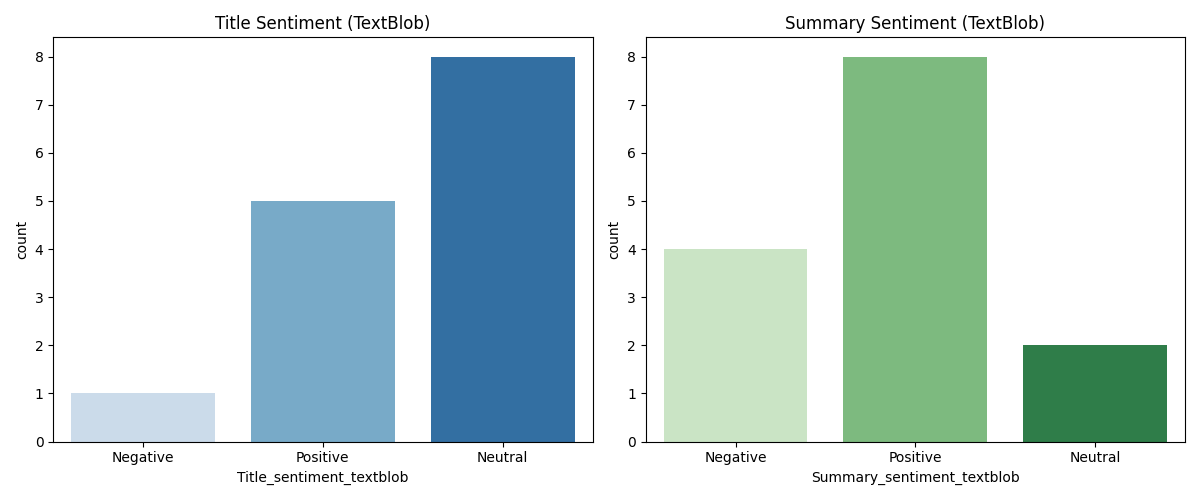 Title Sentiment (TextBlob)
8
7
6
5
4
3
2
1
0
count
Negative
Positive
Neutral
Title_sentiment_textblob
Summary Sentiment (TextBlob)
8
7
6
5
4
3
2
1
0
count
Negative
Positive
Neutral
Summary_sentiment_textblob